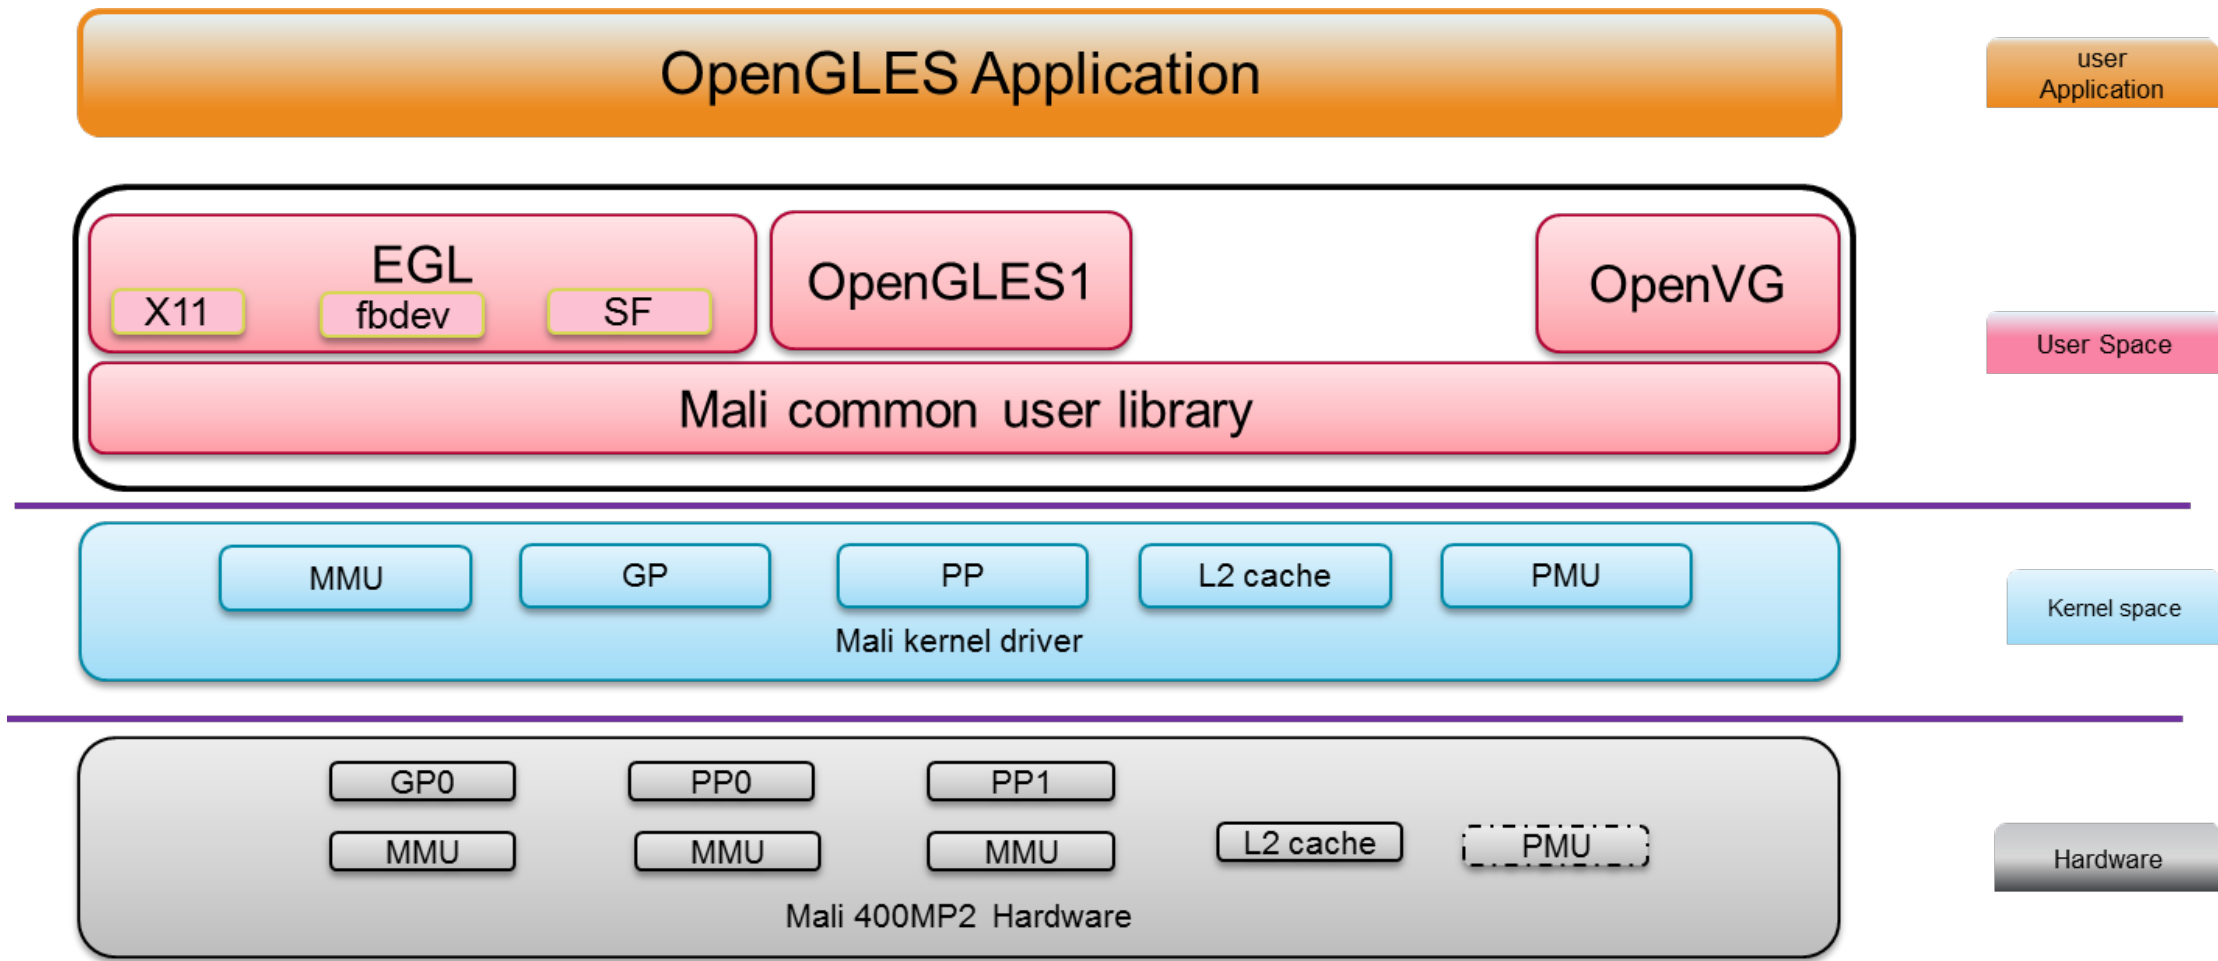 OpenGLES Application
user
Application
EGL
X11
fbdev
SF
OpenGLES1
OpenVG
Mali common user library
User Space
MMU
GP
PP
L2 cache
PMU
Mali kernel driver
Kernel space
GP0
PP0
PP1
MMU
MMU
MMU
L2 cache
PMU
Mali 400MP2 Hardware
Hardware